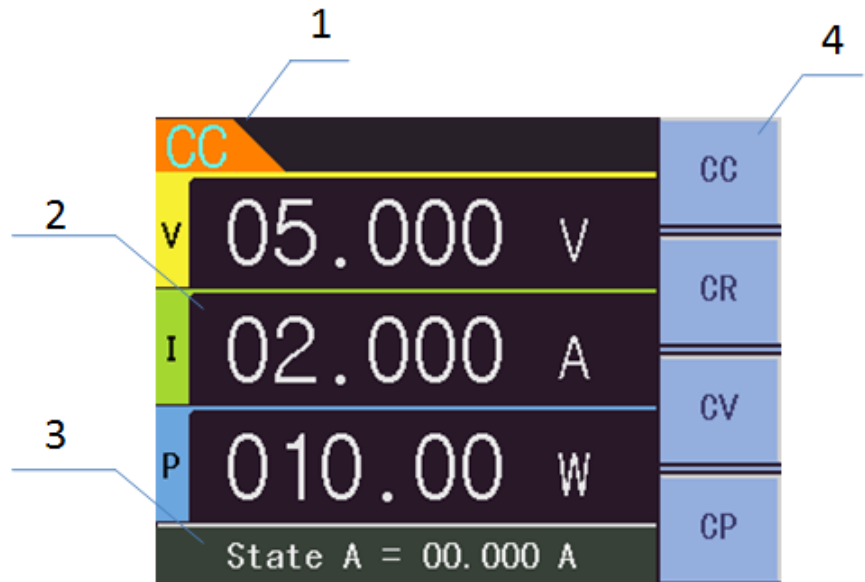 1
4
CC
CC
2
V 05.000 V
CR
I 02.000 A
CV
3
P 010.00 W
CP
State A = 00.000 A